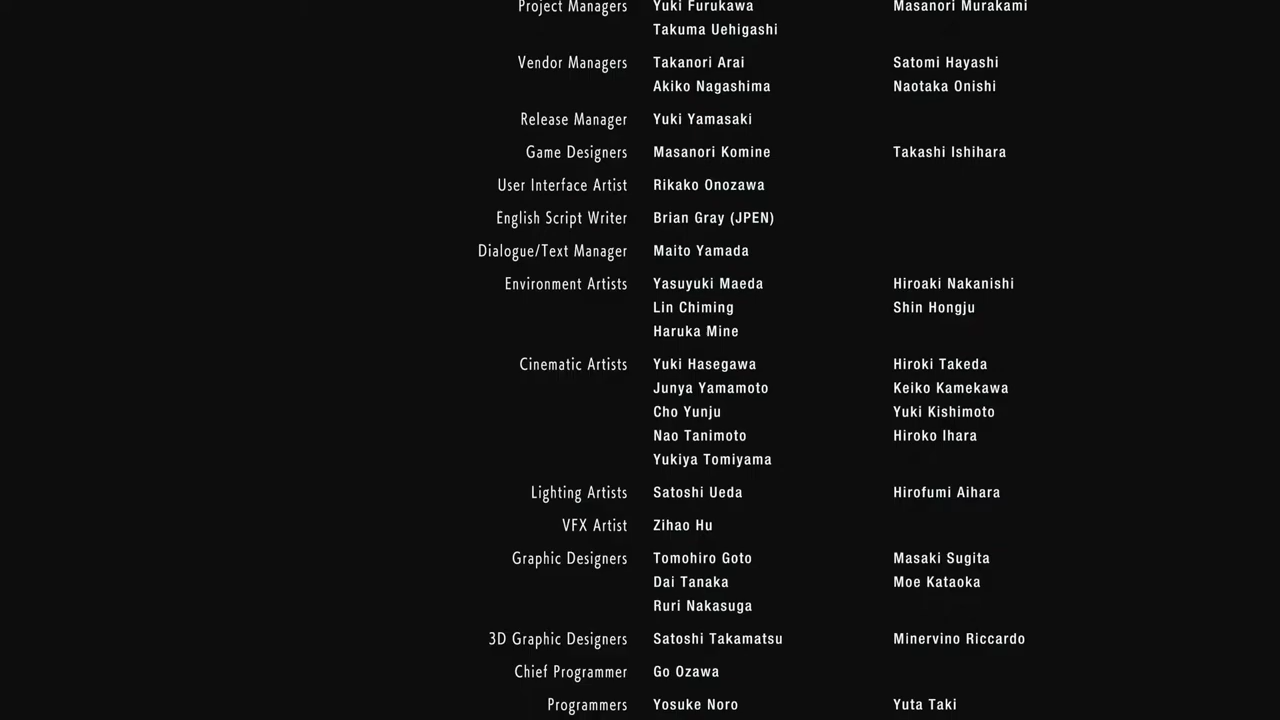 Project Managers Yuki Furukawa Masanori Murakami
Takuma Uehigashi
Vendor Managers Takanori Arai Satomi Hayashi
Akiko Nagashima Naotaka Onishi
Release Manager Yuki Yamasaki
Game Designers Masanori Komine Takashi Ishihara
User Interface Artist Rikako Onozawa
English Script Writer Brian Gray (JPEN)
Dialogue/Text Manager Maito Yamada
Environment Artists Yasuyuki Maeda Hiroaki Nakanishi
Lin Chiming Shin Hongju
Haruka Mine
Cinematic Artists Yuki Hasegawa Hiroki Takeda
Junya Yamamoto Keiko Kamekawa
Cho Yunju Yuki Kishimoto
Nao Tanimoto Hiroko Ihara
Yukiya Tomiyama
Lighting Artists Satoshi Ueda Hirofumi Aihara
VFX Artist Zihao Hu
Graphic Designers Tomohiro Goto Masaki Sugita
Dai Tanaka Moe Kataoka
Ruri Nakasuga
3D Graphic Designers Satoshi Takamatsu Minervino Riccardo
Chief Programmer Go Ozawa
Programmers Yosuke Noro Yuta Taki